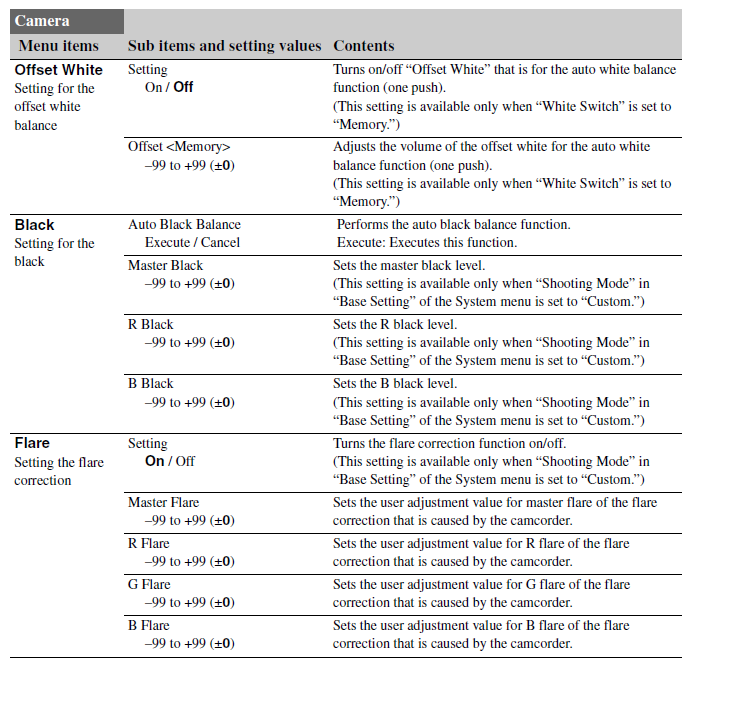 Camera
Menu items Sub items and setting values Contents
Offset White
Setting for the
offset white
balance
Setting
On / Off
Turns on/off “Offset White” that is for the auto white balance
function (one push).
(This setting is available only when “White Switch” is set to
“Memory.”)
Offset <Memory>
–99 to +99 (±0)
Adjusts the volume of the offset white for the auto white
balance function (one push).
(This setting is available only when “White Switch” is set to
“Memory.”)
Black
Setting for the
black
Auto Black Balance
Execute / Cancel
Performs the auto black balance function.
Execute: Executes this function.
Master Black
–99 to +99 (±0)
Sets the master black level.
(This setting is available only when “Shooting Mode” in
“Base Setting” of the System menu is set to “Custom.”)
R Black
–99 to +99 (±0)
Sets the R black level.
(This setting is available only when “Shooting Mode” in
“Base Setting” of the System menu is set to “Custom.”)
B Black
–99 to +99 (±0)
Sets the B black level.
(This setting is available only when “Shooting Mode” in
“Base Setting” of the System menu is set to “Custom.”)
Flare
Setting the flare
correction
Setting
On / Off
Turns the flare correction function on/off.
(This setting is available only when “Shooting Mode” in
“Base Setting” of the System menu is set to “Custom.”)
Master Flare
–99 to +99 (±0)
Sets the user adjustment value for master flare of the flare
correction that is caused by the camcorder.
R Flare
–99 to +99 (±0)
Sets the user adjustment value for R flare of the flare
correction that is caused by the camcorder.
G Flare
–99 to +99 (±0)
Sets the user adjustment value for G flare of the flare
correction that is caused by the camcorder.
B Flare
–99 to +99 (±0)
Sets the user adjustment value for B flare of the flare
correction that is caused by the camcorder.